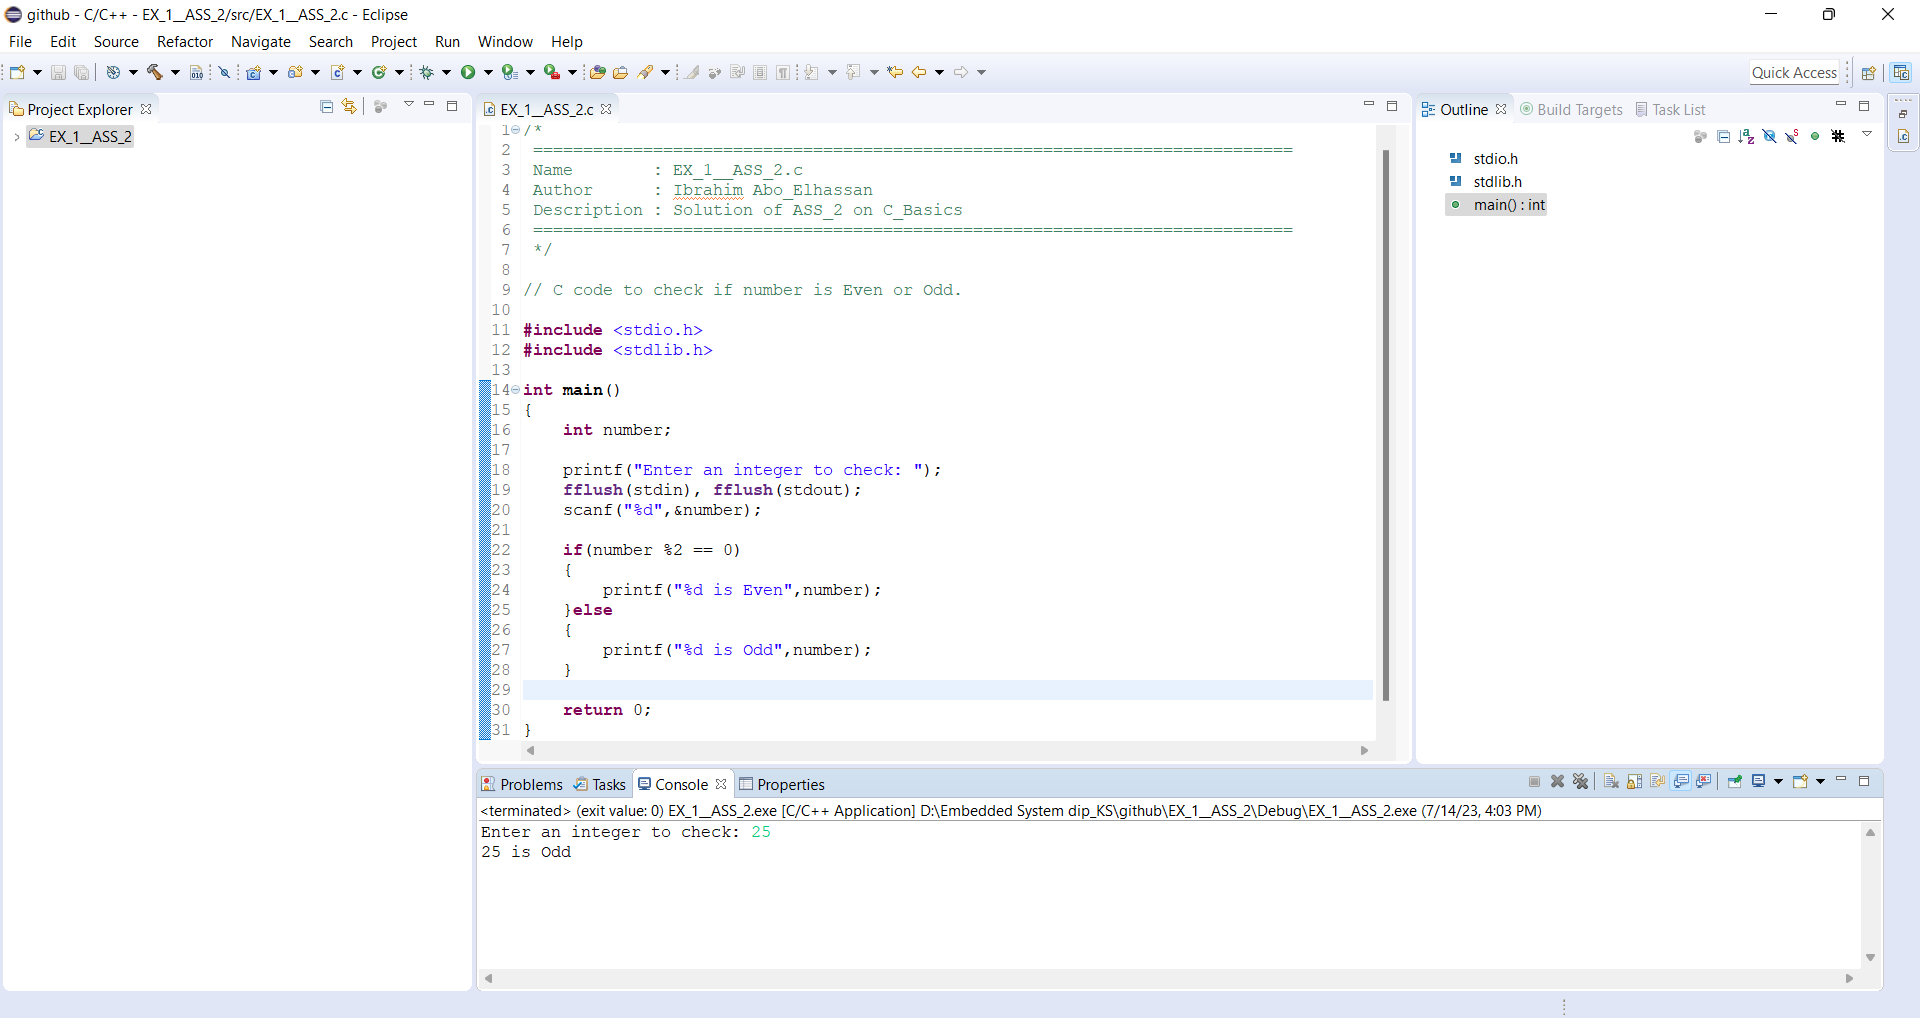 github - C/C++ - EX_1__ASS_2/src/EX_1__ASS_2.c - Eclipse
File Edit Source Refactor Navigate Search Project Run Window Help
Quick Access
Project Explorer
EX_1__ASS_2
EX_1__ASS_2.c
1 /*
2 ============================================================================
3 Name        : EX_1__ASS_2.c
4 Author      : Ibrahim Abo_Elhassan
5 Description : Solution of ASS_2 on C_Basics
6 ============================================================================
7 */
8
9 // C code to check if number is Even or Odd.
10
11 #include <stdio.h>
12 #include <stdlib.h>
13
14 int main()
15 {
16     int number;
17
18     printf("Enter an integer to check: ");
19     fflush(stdin), fflush(stdout);
20     scanf("%d",&number);
21
22     if(number %2 == 0)
23     {
24         printf("%d is Even",number);
25     }else
26     {
27         printf("%d is Odd",number);
28     }
29
30     return 0;
31 }
Outline Build Targets Task List
stdio.h
stdlib.h
main() : int
Problems Tasks Console Properties
<terminated> (exit value: 0) EX_1__ASS_2.exe [C/C++ Application] D:\Embedded System dip_KS\github\EX_1__ASS_2\Debug\EX_1__ASS_2.exe (7/14/23, 4:03 PM)
Enter an integer to check: 25
25 is Odd